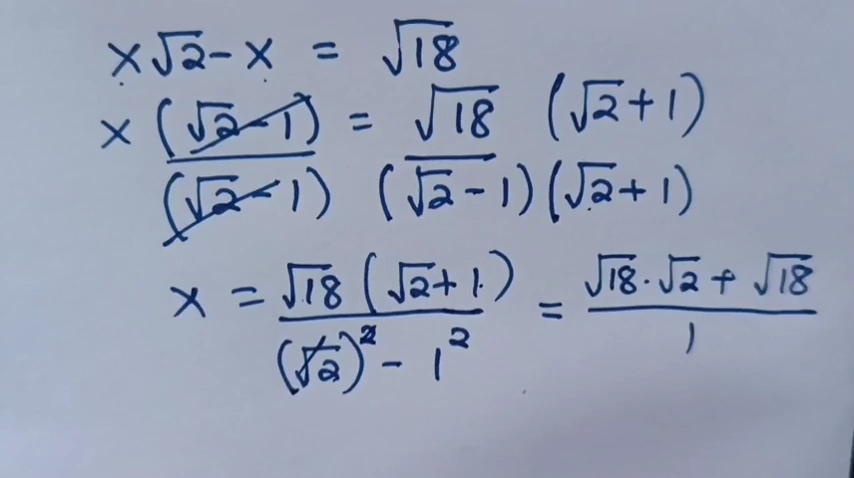 x√2 - x = √18
x (√2 - 1) = √18 (√2 + 1)
(√2 - 1) (√2 - 1)(√2 + 1)
x = √18 (√2 + 1) = √18 · √2 + √18
(√2)² - 1² 1